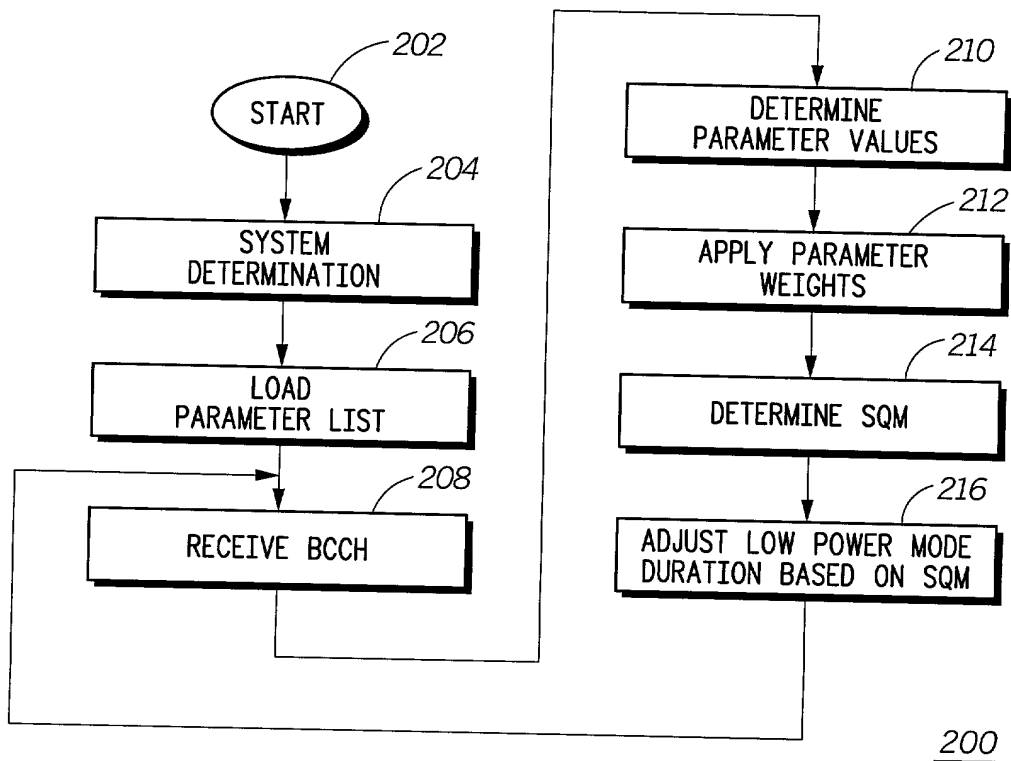 202
START
204
SYSTEM
DETERMINATION
206
LOAD
PARAMETER LIST
208
RECEIVE BCCH
210
DETERMINE
PARAMETER VALUES
212
APPLY PARAMETER
WEIGHTS
214
DETERMINE SQM
216
ADJUST LOW POWER MODE
DURATION BASED ON SQM
200